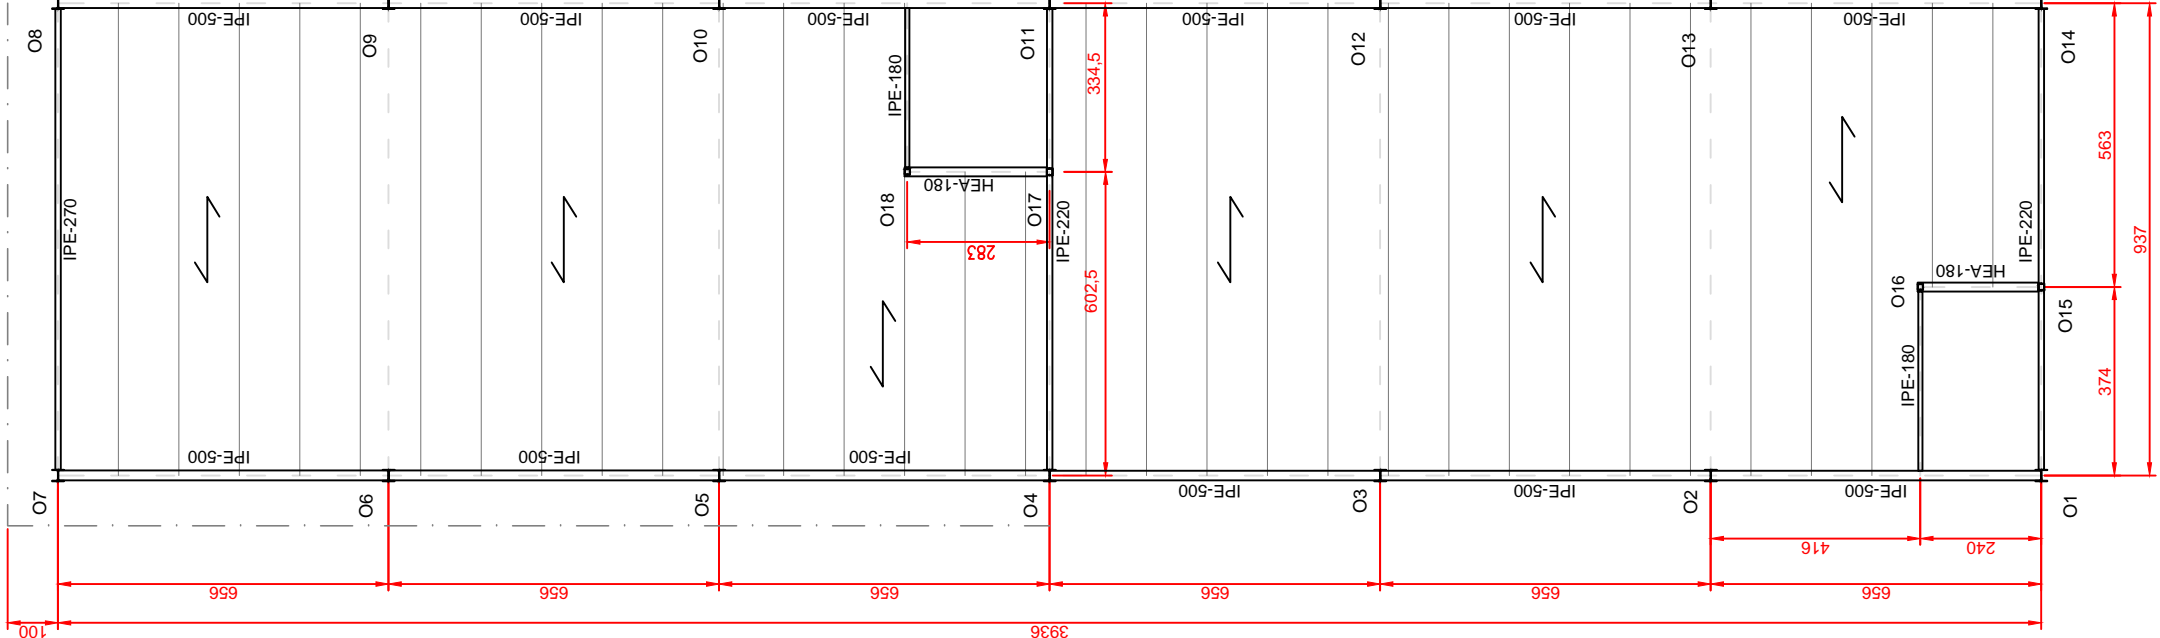 IPE-500
IPE-500
IPE-500
IPE-500
IPE-500
IPE-500
O8
O9
O10
O11
O12
O13
O14
IPE-180
334,5
563
IPE-270
HEA-180
O18
O17
IPE-220
283
602,5
IPE-220
937
HEA-180
O16
O15
IPE-180
374
IPE-500
IPE-500
IPE-500
IPE-500
IPE-500
IPE-500
O7
O6
O5
O4
O3
O2
O1
416
240
656
656
656
656
656
656
100
3936